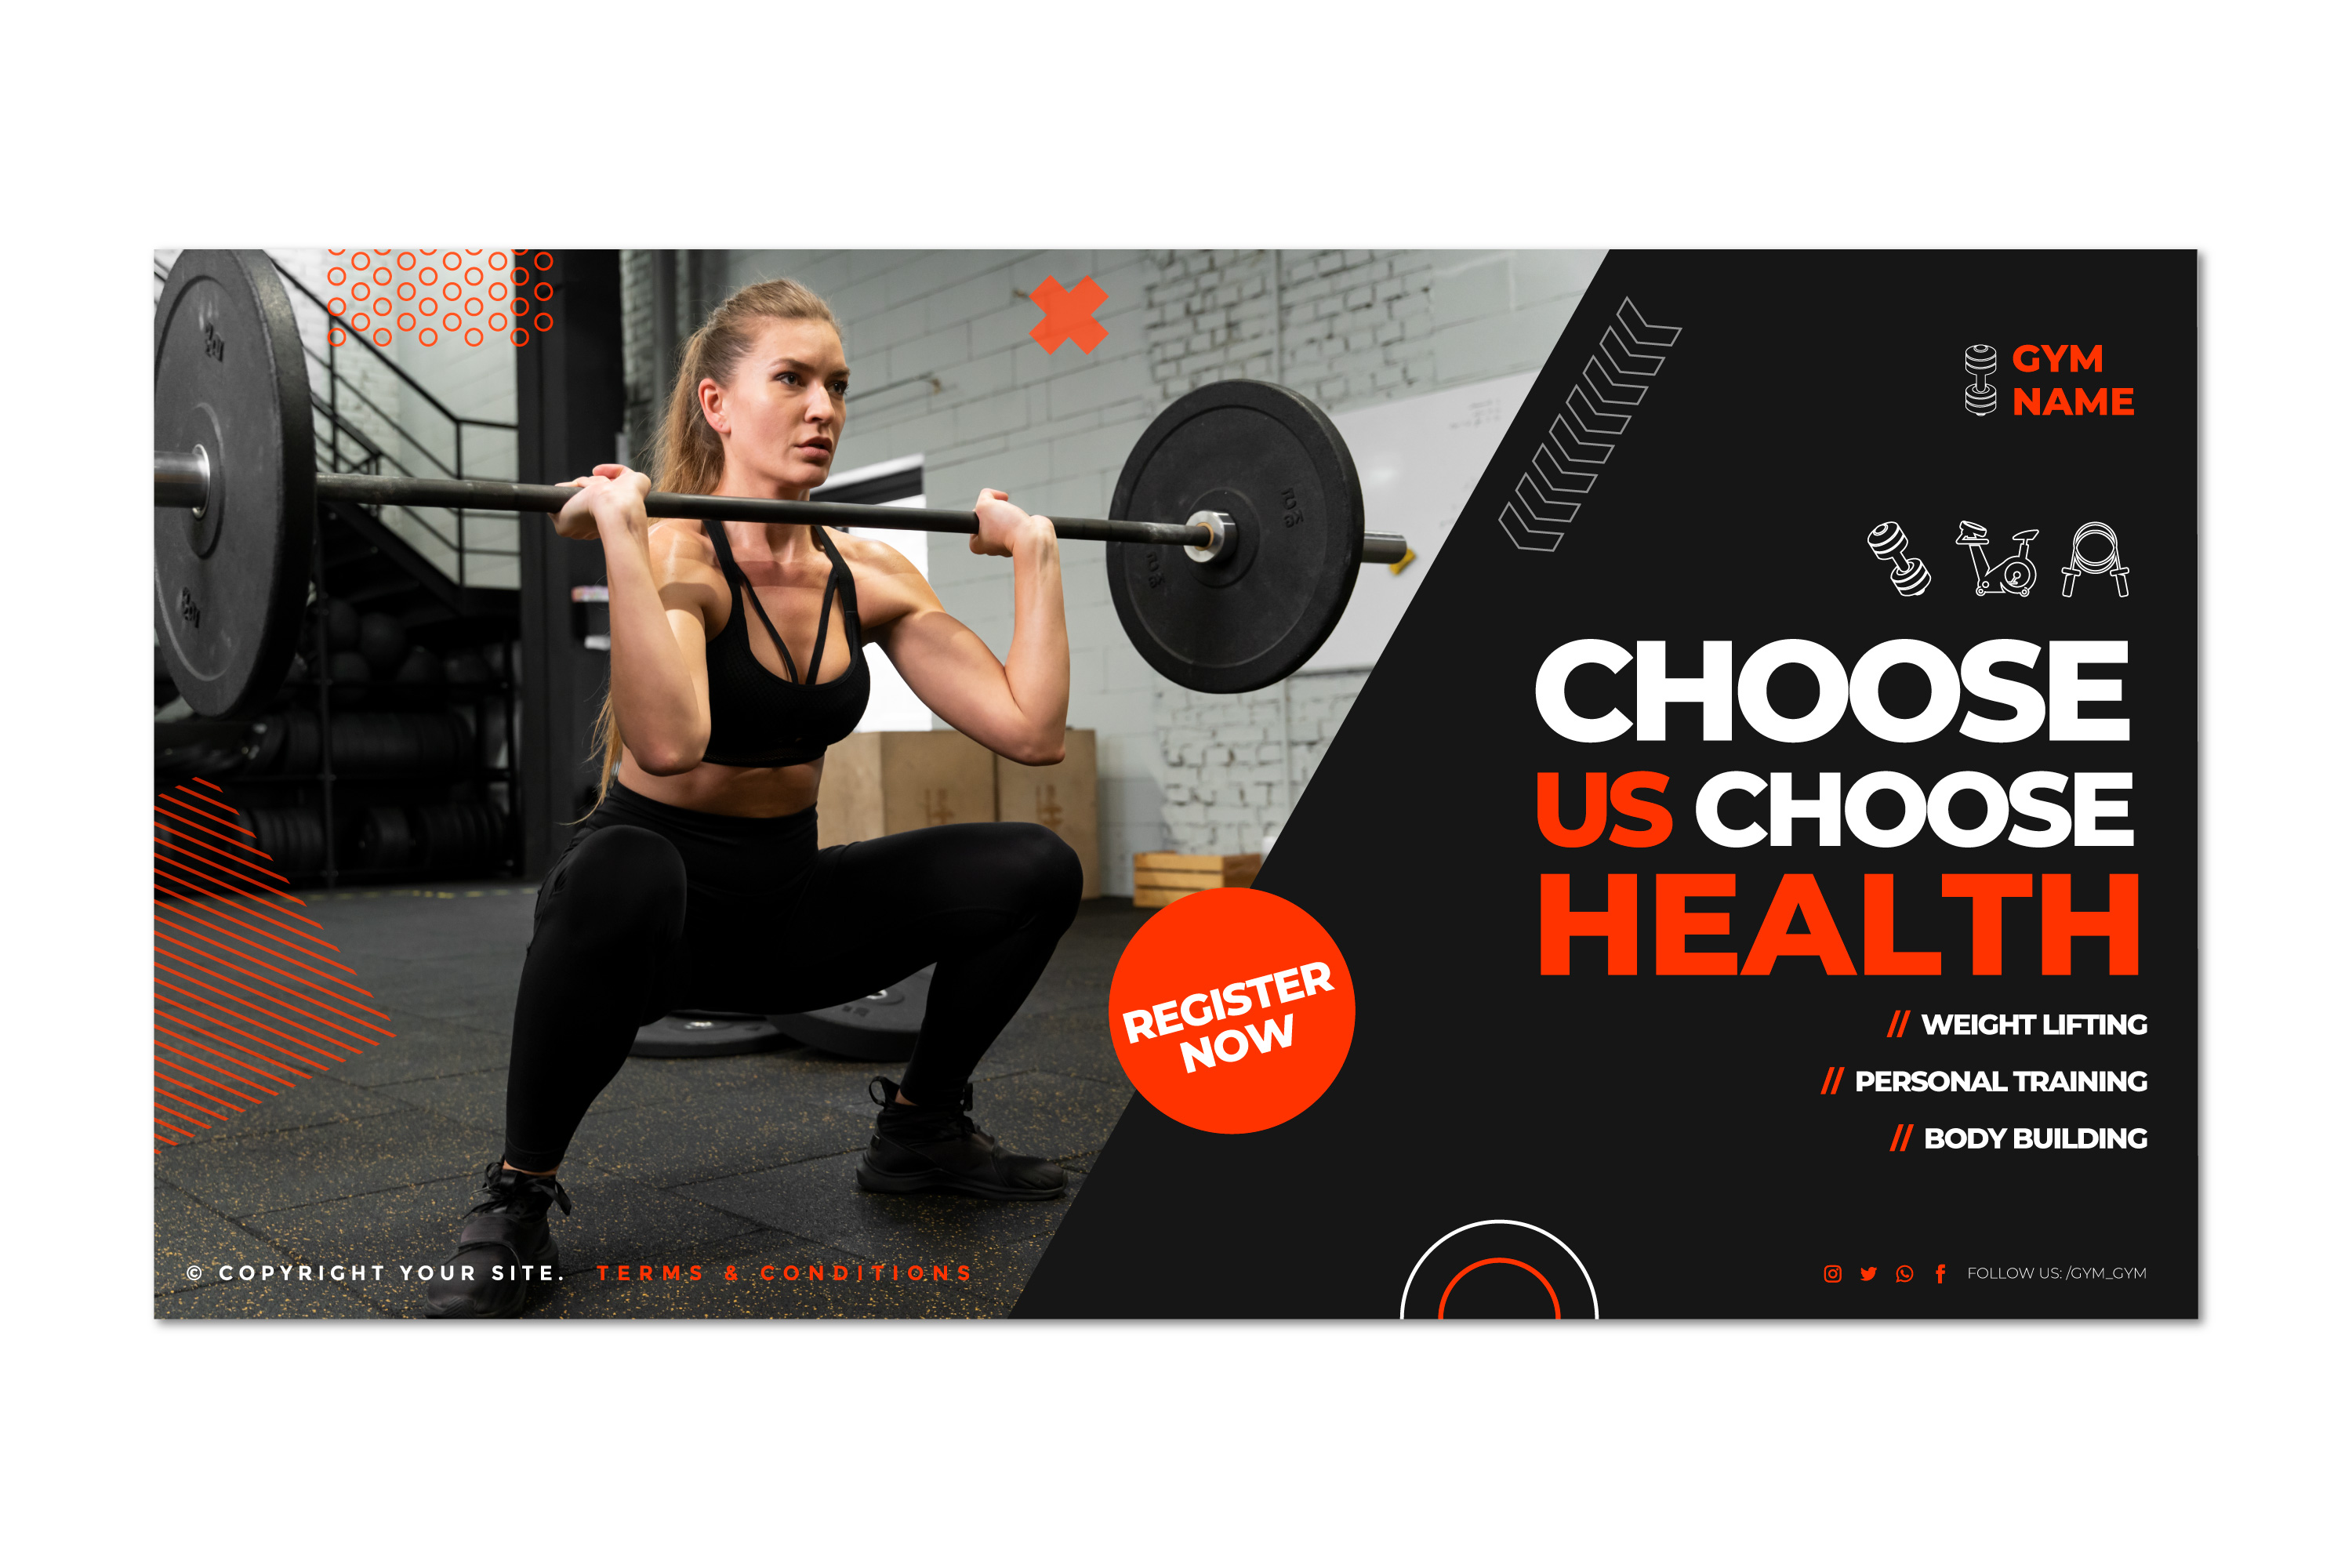 GYM
NAME
CHOOSE
US CHOOSE
HEALTH
// WEIGHT LIFTING
// PERSONAL TRAINING
// BODY BUILDING
REGISTER
NOW
© COPYRIGHT YOUR SITE. TERMS & CONDITIONS
FOLLOW US: /GYM_GYM